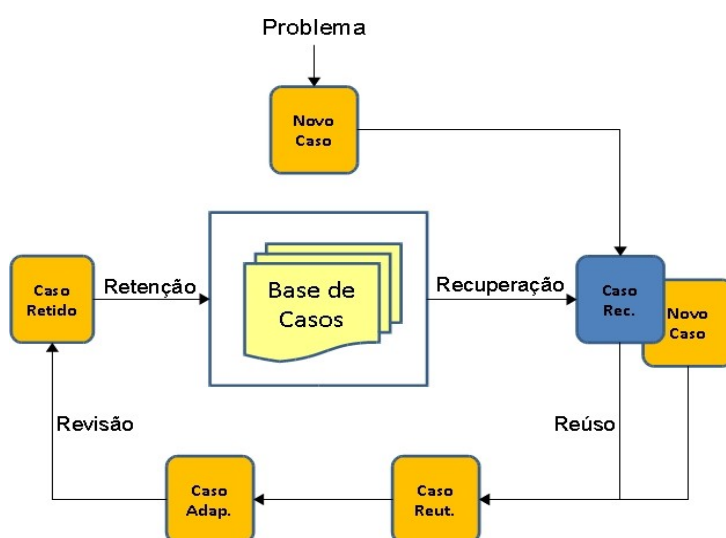 Problema
Novo
Caso
Caso
Retido
Retenção
Base de
Casos
Recuperação
Caso
Rec.
Novo
Caso
Revisão
Reúso
Caso
Adap.
Caso
Reut.